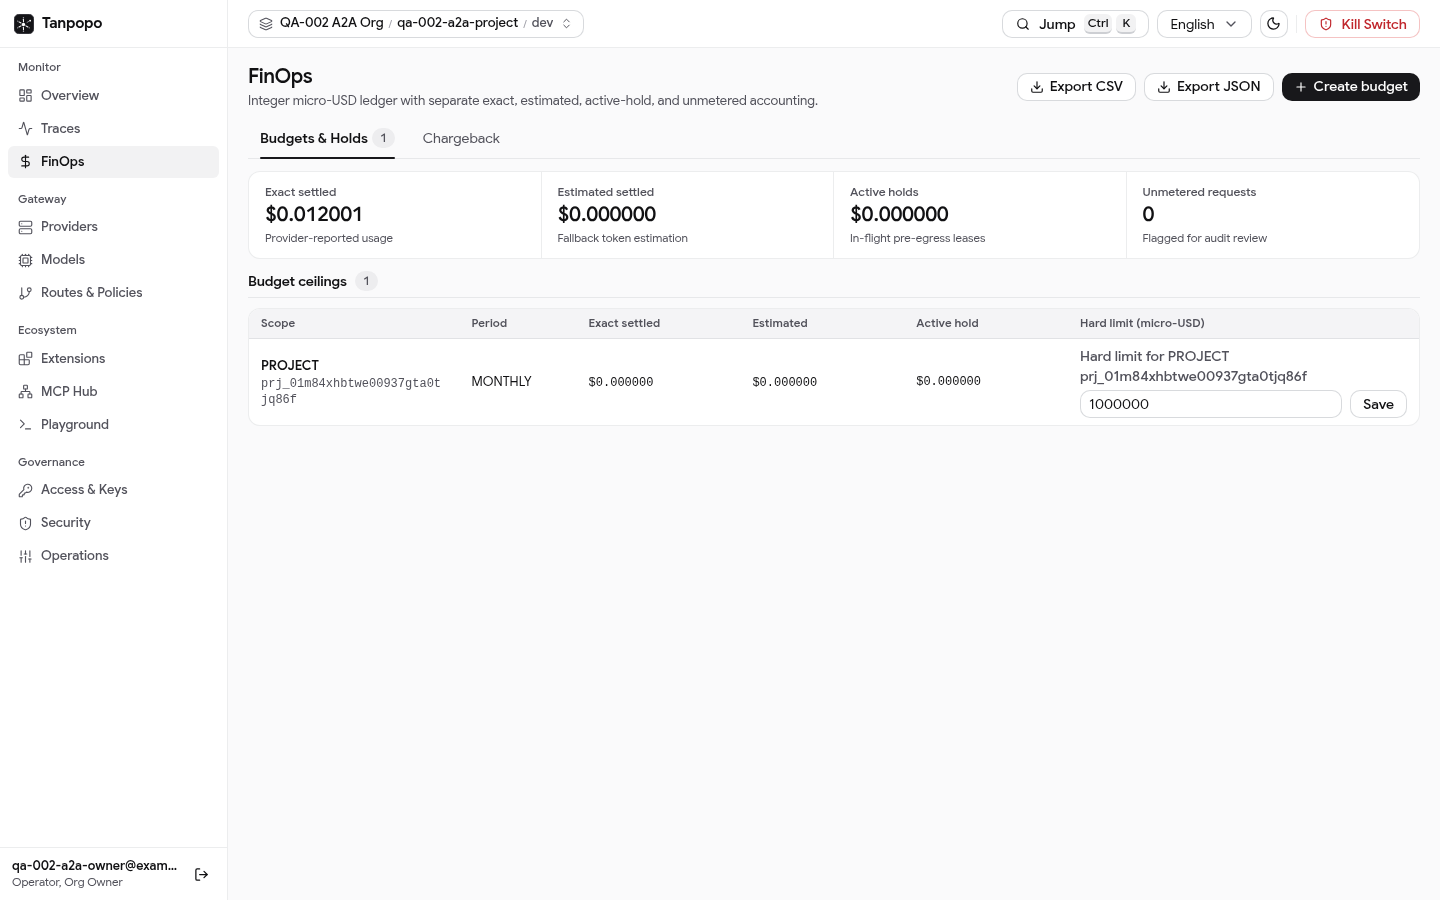 Tanpopo
QA-002 A2A Org / qa-002-a2a-project / dev
Jump Ctrl K
English
Kill Switch
Monitor
Overview
Traces
FinOps
Gateway
Providers
Models
Routes & Policies
Ecosystem
Extensions
MCP Hub
Playground
Governance
Access & Keys
Security
Operations
qa-002-a2a-owner@exam...
Operator, Org Owner
FinOps
Integer micro-USD ledger with separate exact, estimated, active-hold, and unmetered accounting.
Export CSV
Export JSON
Create budget
Budgets & Holds 1
Chargeback
Exact settled
$0.012001
Provider-reported usage
Estimated settled
$0.000000
Fallback token estimation
Active holds
$0.000000
In-flight pre-egress leases
Unmetered requests
0
Flagged for audit review
Budget ceilings 1
Scope Period Exact settled Estimated Active hold Hard limit (micro-USD)
PROJECT
prj_01m84xhbtwe00937gta0t
jq86f
MONTHLY
$0.000000
$0.000000
$0.000000
Hard limit for PROJECT
prj_01m84xhbtwe00937gta0tjq86f
1000000
Save